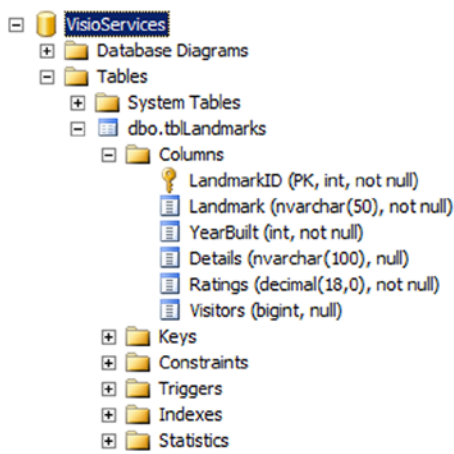 VisioServices
Database Diagrams
Tables
System Tables
dbo.tblLandmarks
Columns
LandmarkID (PK, int, not null)
Landmark (nvarchar(50), not null)
YearBuilt (int, not null)
Details (nvarchar(100), null)
Ratings (decimal(18,0), not null)
Visitors (bigint, null)
Keys
Constraints
Triggers
Indexes
Statistics